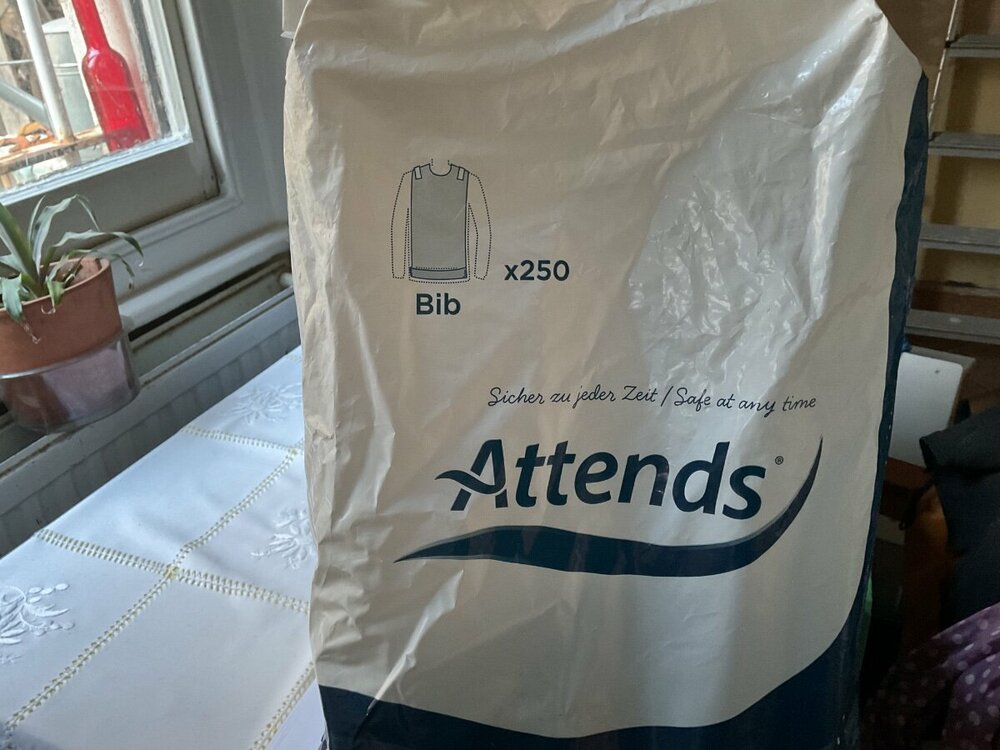 x250
Bib
Sicher zu jeder Zeit / Safe at any time
Attends®